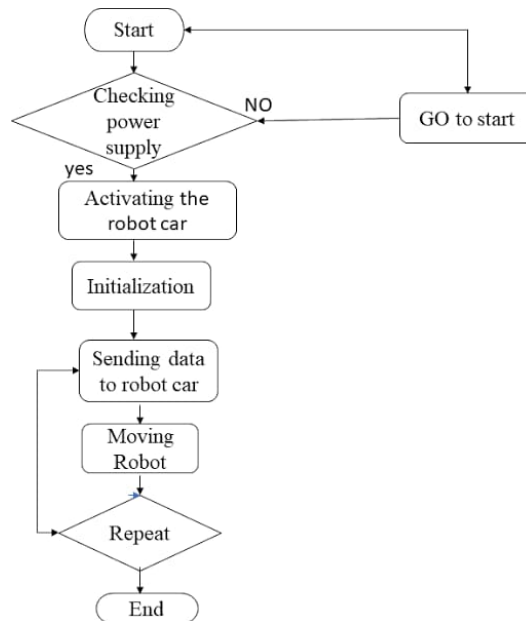 Start
Checking
power
supply
NO
GO to start
yes
Activating the
robot car
Initialization
Sending data
to robot car
Moving
Robot
Repeat
End